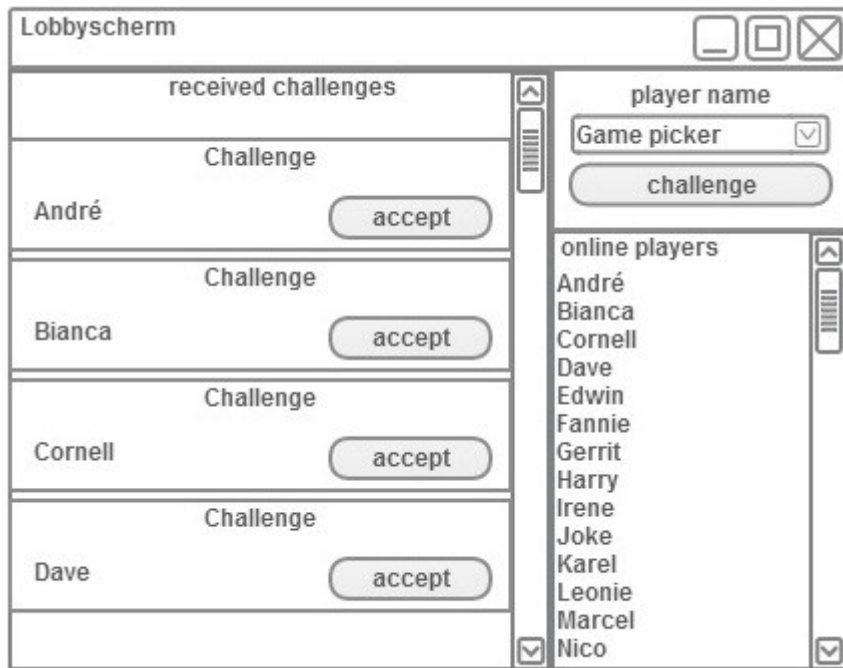 Lobbyscherm
received challenges
Challenge
André
accept
Challenge
Bianca
accept
Challenge
Cornell
accept
Challenge
Dave
accept
player name
Game picker
challenge
online players
André
Bianca
Cornell
Dave
Edwin
Fannie
Gerrit
Harry
Irene
Joke
Karel
Leonie
Marcel
Nico